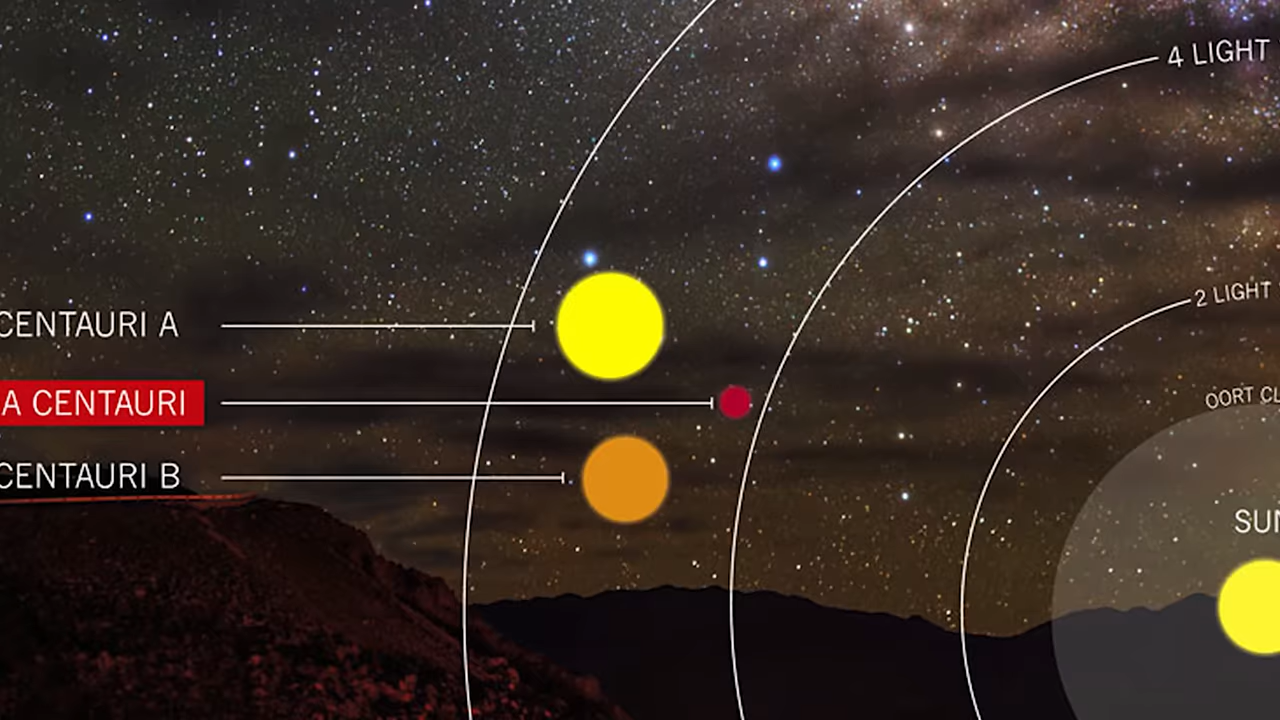 4 LIGHT
2 LIGHT
CENTAURI A
A CENTAURI
OORT CL
CENTAURI B
SUN